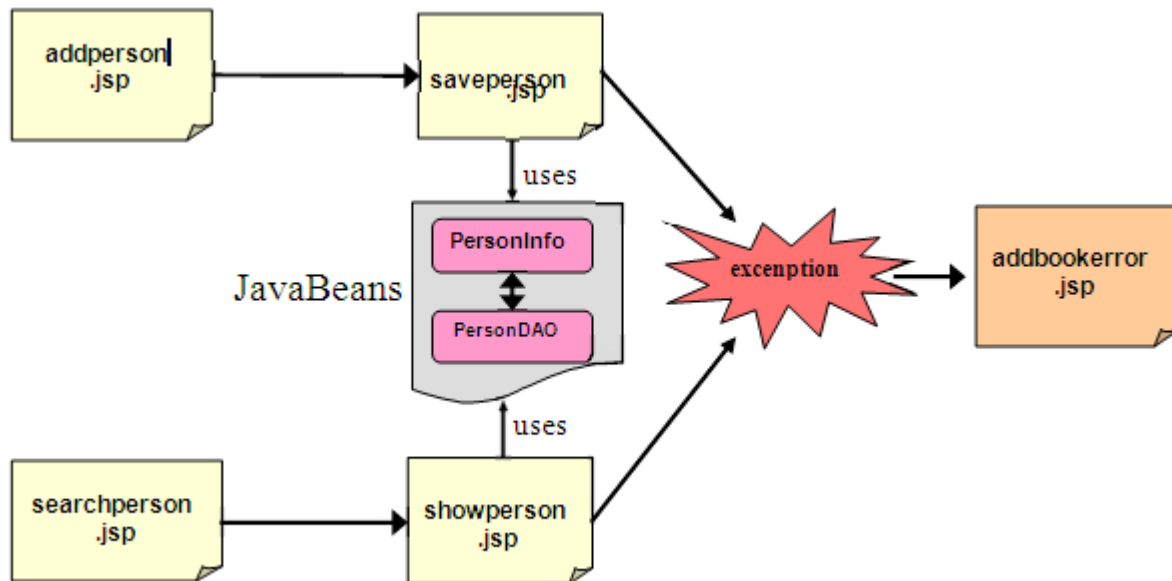 addperson
.jsp
saveperson
.jsp
uses
PersonInfo
JavaBeans
PersonDAO
excenption
addbookerror
.jsp
uses
searchperson
.jsp
showperson
.jsp